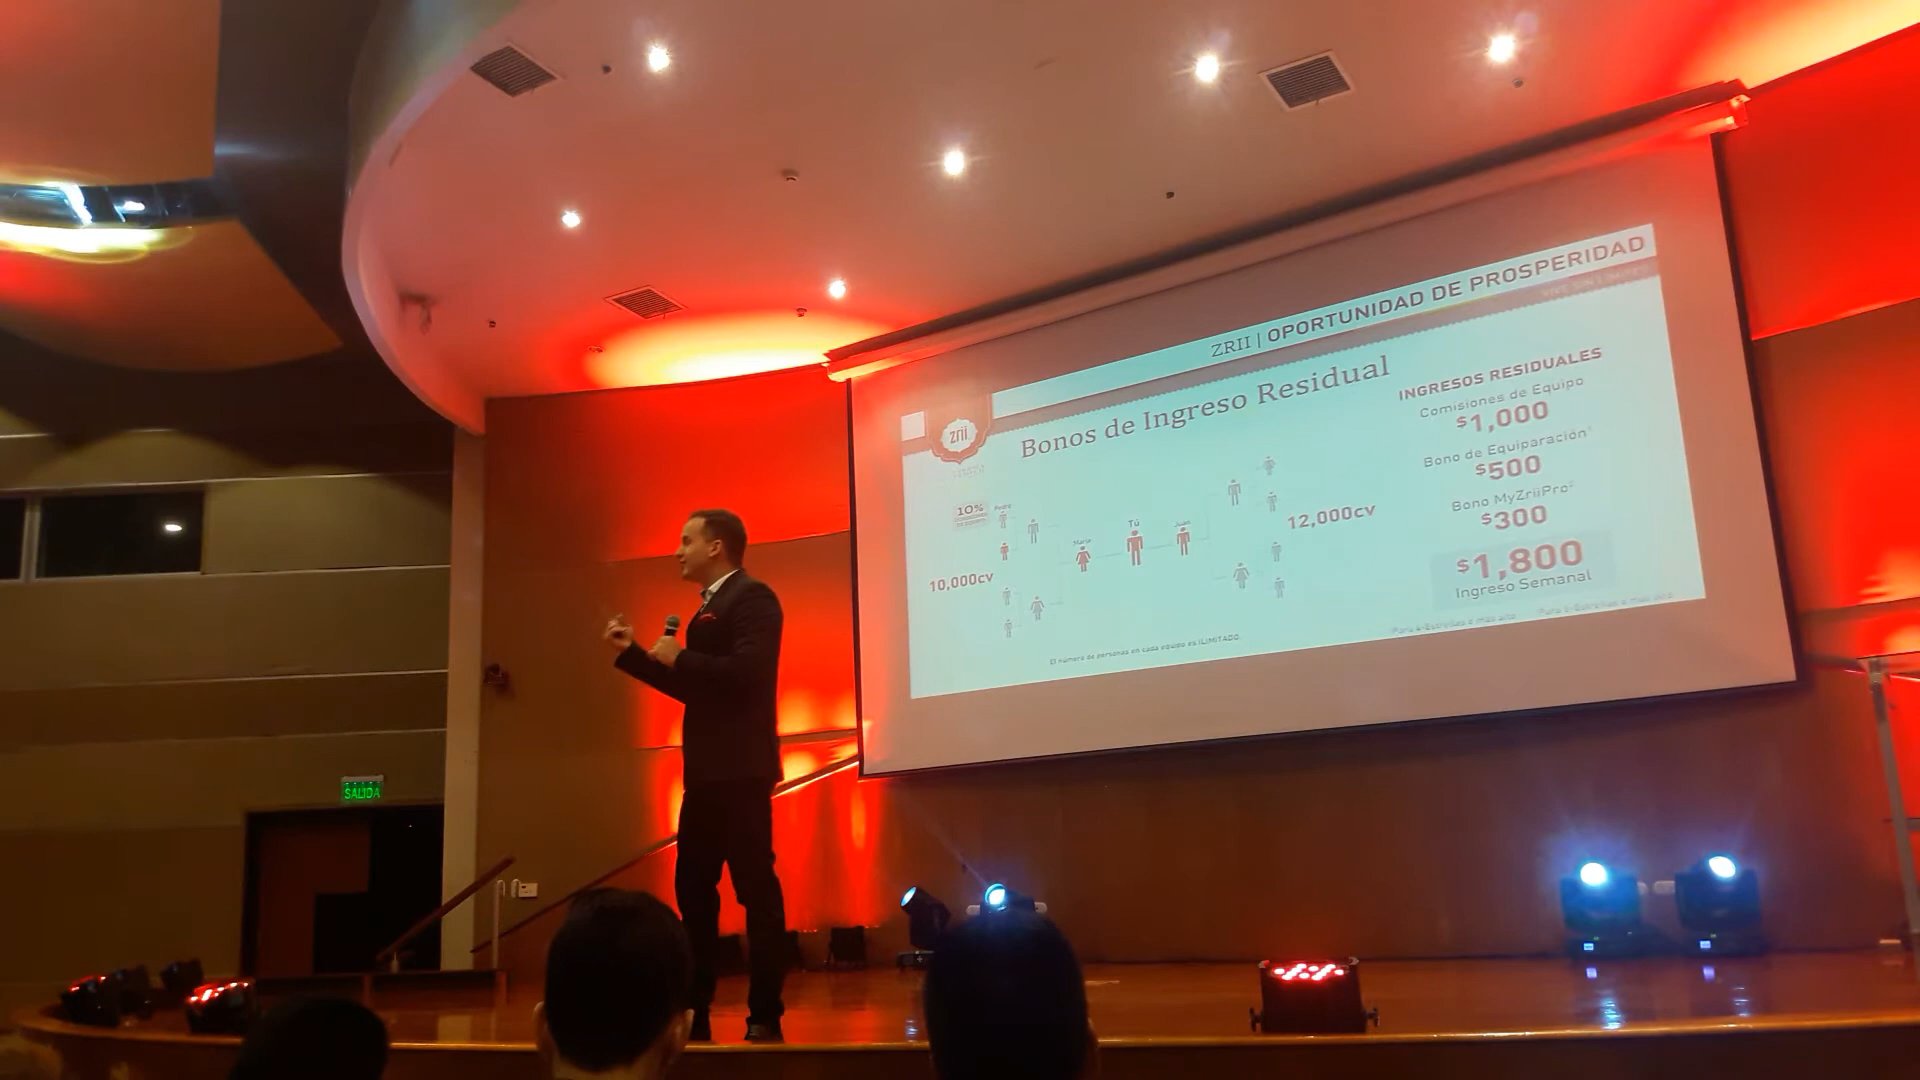 ZRII | OPORTUNIDAD DE PROSPERIDAD
zrii
Bonos de Ingreso Residual
INGRESOS RESIDUALES
Comisiones de Equipo
$1,000
Bono de Equiparación
$500
Bono MyZriiPro
$300
$1,800
Ingreso Semanal
10%
Pedro
María
Tú
Juan
12,000cv
10,000cv
El número de personas en cada equipo es ILIMITADO.
SALIDA